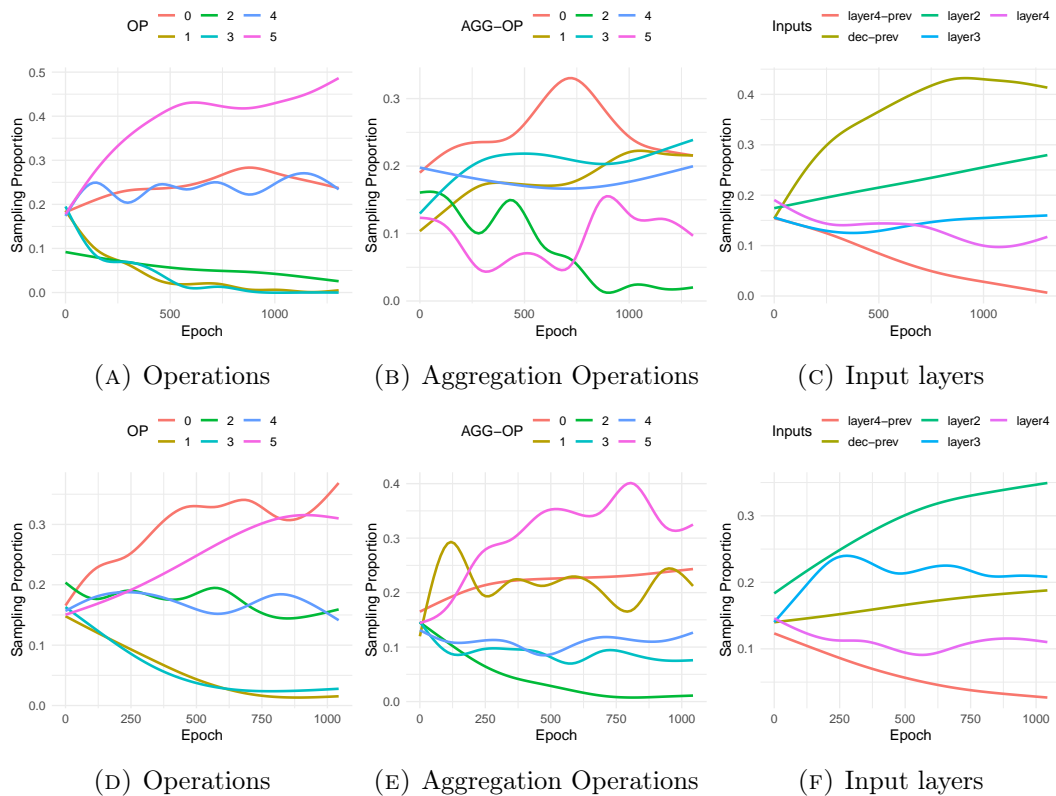 OP 0 2 4
1 3 5
AGG−OP 0 2 4
1 3 5
Inputs layer4−prev layer2 layer4
dec−prev layer3
Sampling Proportion
0.5
0.4
0.3
0.2
0.1
0.0
0 500 1000
Epoch
Sampling Proportion
0.3
0.2
0.1
0.0
0 500 1000
Epoch
Sampling Proportion
0.4
0.3
0.2
0.1
0.0
0 500 1000
Epoch
(A) Operations
(B) Aggregation Operations
(C) Input layers
OP 0 2 4
1 3 5
AGG−OP 0 2 4
1 3 5
Inputs layer4−prev layer2 layer4
dec−prev layer3
Sampling Proportion
0.3
0.2
0.1
0.0
0 250 500 750 1000
Epoch
Sampling Proportion
0.4
0.3
0.2
0.1
0.0
0 250 500 750 1000
Epoch
Sampling Proportion
0.3
0.2
0.1
0 250 500 750 1000
Epoch
(D) Operations
(E) Aggregation Operations
(F) Input layers